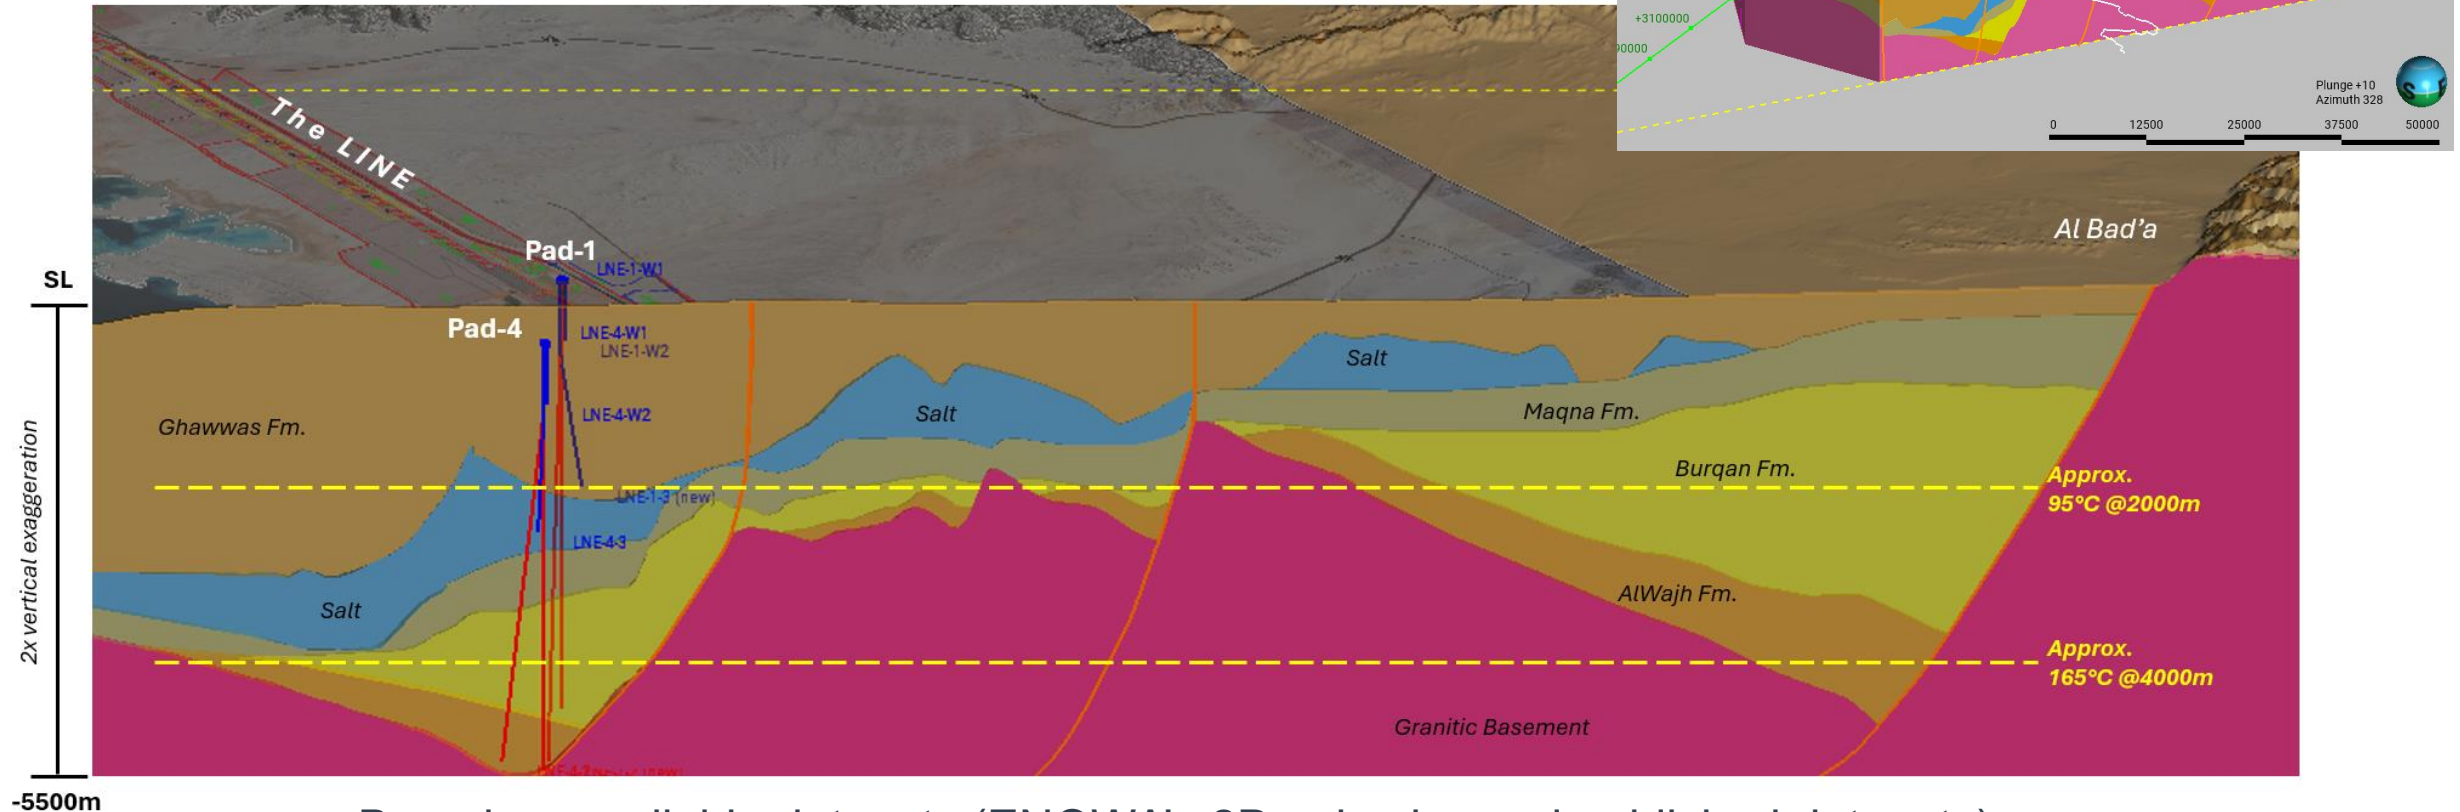 +3100000
90000
Plunge +10
Azimuth 328
0 12500 25000 37500 50000
The LINE
Al Bad’a
Pad-1
LNE-1-W1
SL
Pad-4
LNE-4-W1
LNE-1-W2
Salt
LNE-4-W2
Salt
Maqna Fm.
Ghawwas Fm.
Burqan Fm.
Approx.
95°C @2000m
LNE-1-3 (new)
LNE-4-3
2x vertical exaggeration
AlWajh Fm.
Salt
Approx.
165°C @4000m
Granitic Basement
-5500m